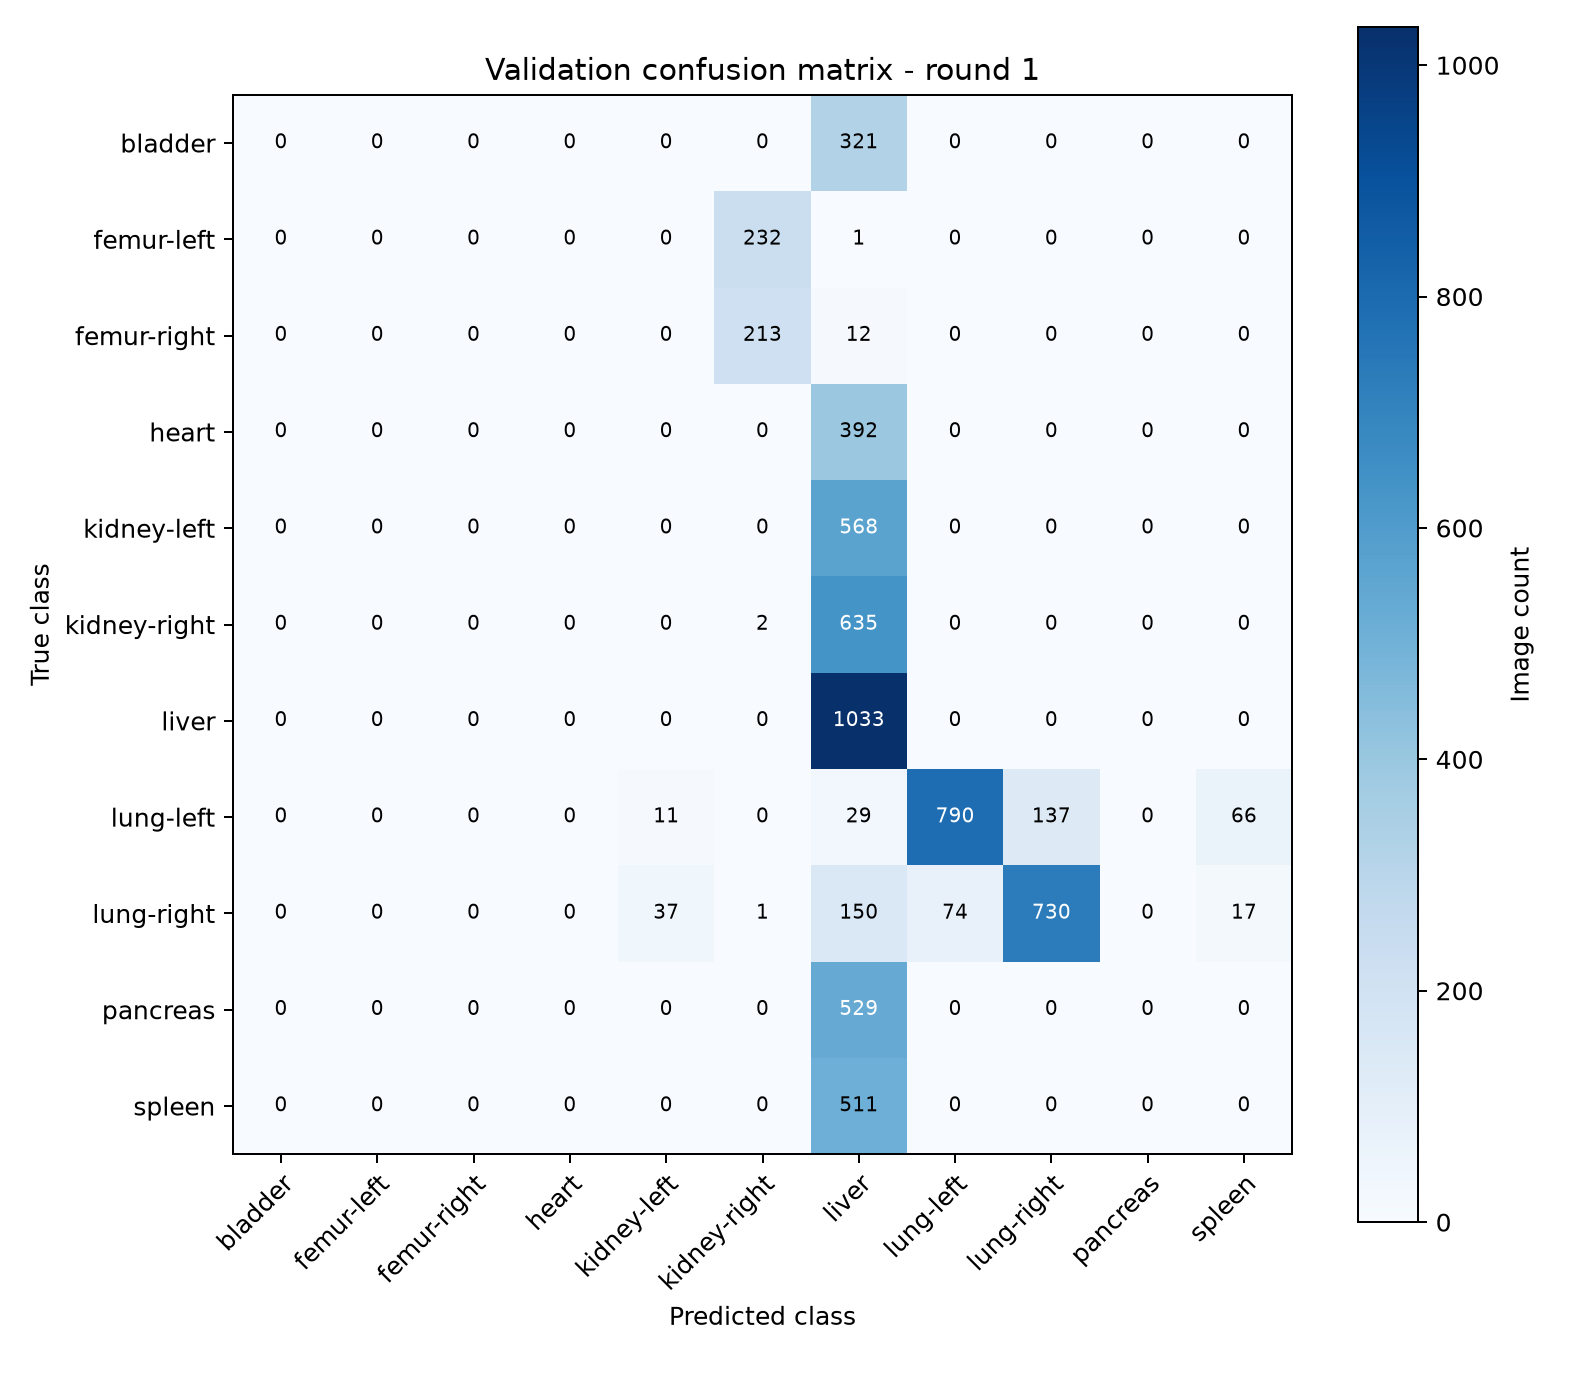 Validation confusion matrix - round 1
bladder 0 0 0 0 0 0 321 0 0 0 0
femur-left 0 0 0 0 0 232 1 0 0 0 0
femur-right 0 0 0 0 0 213 12 0 0 0 0
heart 0 0 0 0 0 0 392 0 0 0 0
kidney-left 0 0 0 0 0 0 568 0 0 0 0
kidney-right 0 0 0 0 0 2 635 0 0 0 0
liver 0 0 0 0 0 0 1033 0 0 0 0
lung-left 0 0 0 0 11 0 29 790 137 0 66
lung-right 0 0 0 0 37 1 150 74 730 0 17
pancreas 0 0 0 0 0 0 529 0 0 0 0
spleen 0 0 0 0 0 0 511 0 0 0 0
bladder femur-left femur-right heart kidney-left kidney-right liver lung-left lung-right pancreas spleen
Predicted class
True class
1000
800
600
400
200
0
Image count